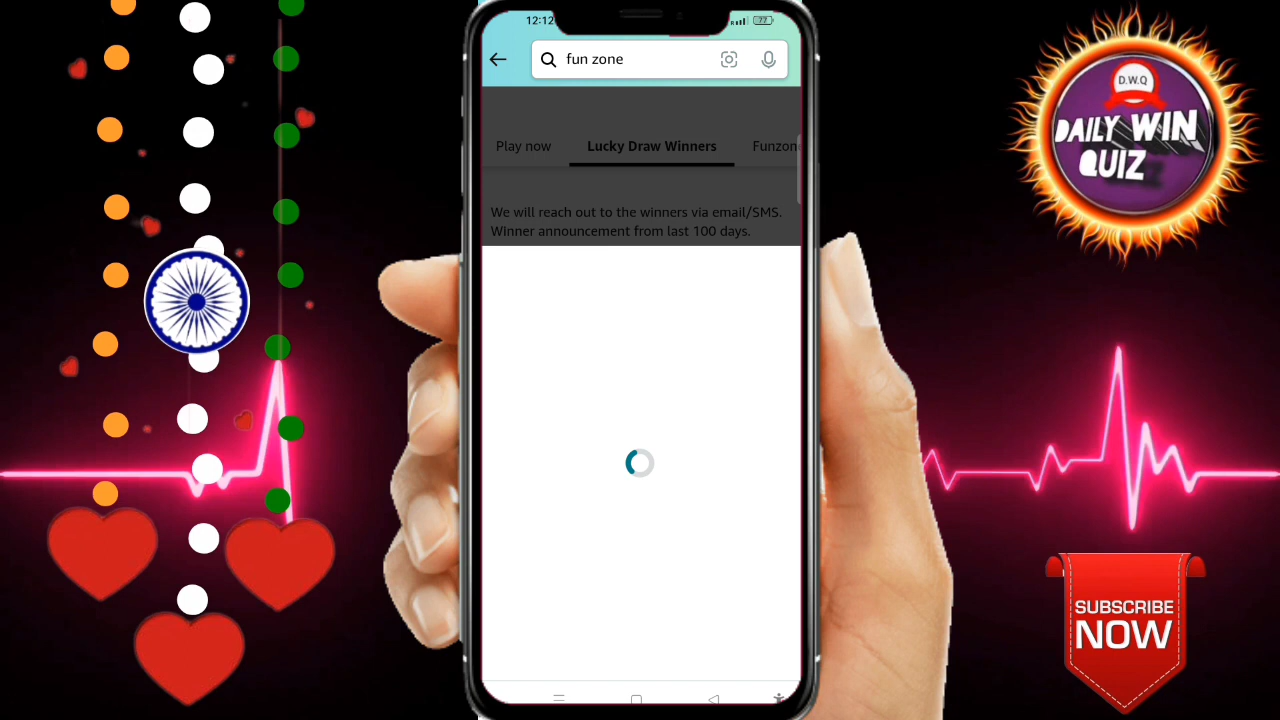 12:12
77
fun zone
Play now
Lucky Draw Winners
Funzon
We will reach out to the winners via email/SMS.
Winner announcement from last 100 days.
D.W.Q
DAILY WIN
QUIZ
SUBSCRIBE
NOW